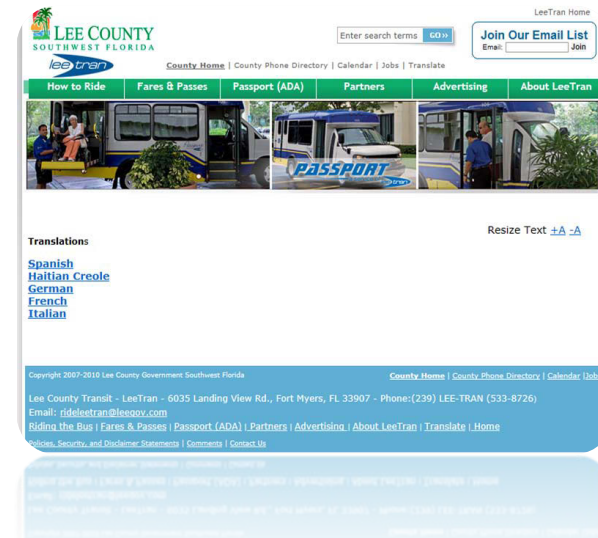 LeeTran Home
LEE COUNTY
SOUTHWEST FLORIDA
Enter search terms GO»
Join Our Email List
Email: Join
lee tran
County Home | County Phone Directory | Calendar | Jobs | Translate
How to Ride Fares & Passes Passport (ADA) Partners Advertising About LeeTran
PASSPORT
Resize Text +A -A
Translations
Spanish
Haitian Creole
German
French
Italian
Copyright 2007-2010 Lee County Government Southwest Florida County Home | County Phone Directory | Calendar |Job
Lee County Transit - LeeTran - 6035 Landing View Rd., Fort Myers, FL 33907 - Phone:(239) LEE-TRAN (533-8726)
Email: rideleetran@leegov.com
Riding the Bus | Fares & Passes | Passport (ADA) | Partners | Advertising | About LeeTran | Translate | Home
Policies, Security, and Disclaimer Statements | Comments | Contact Us